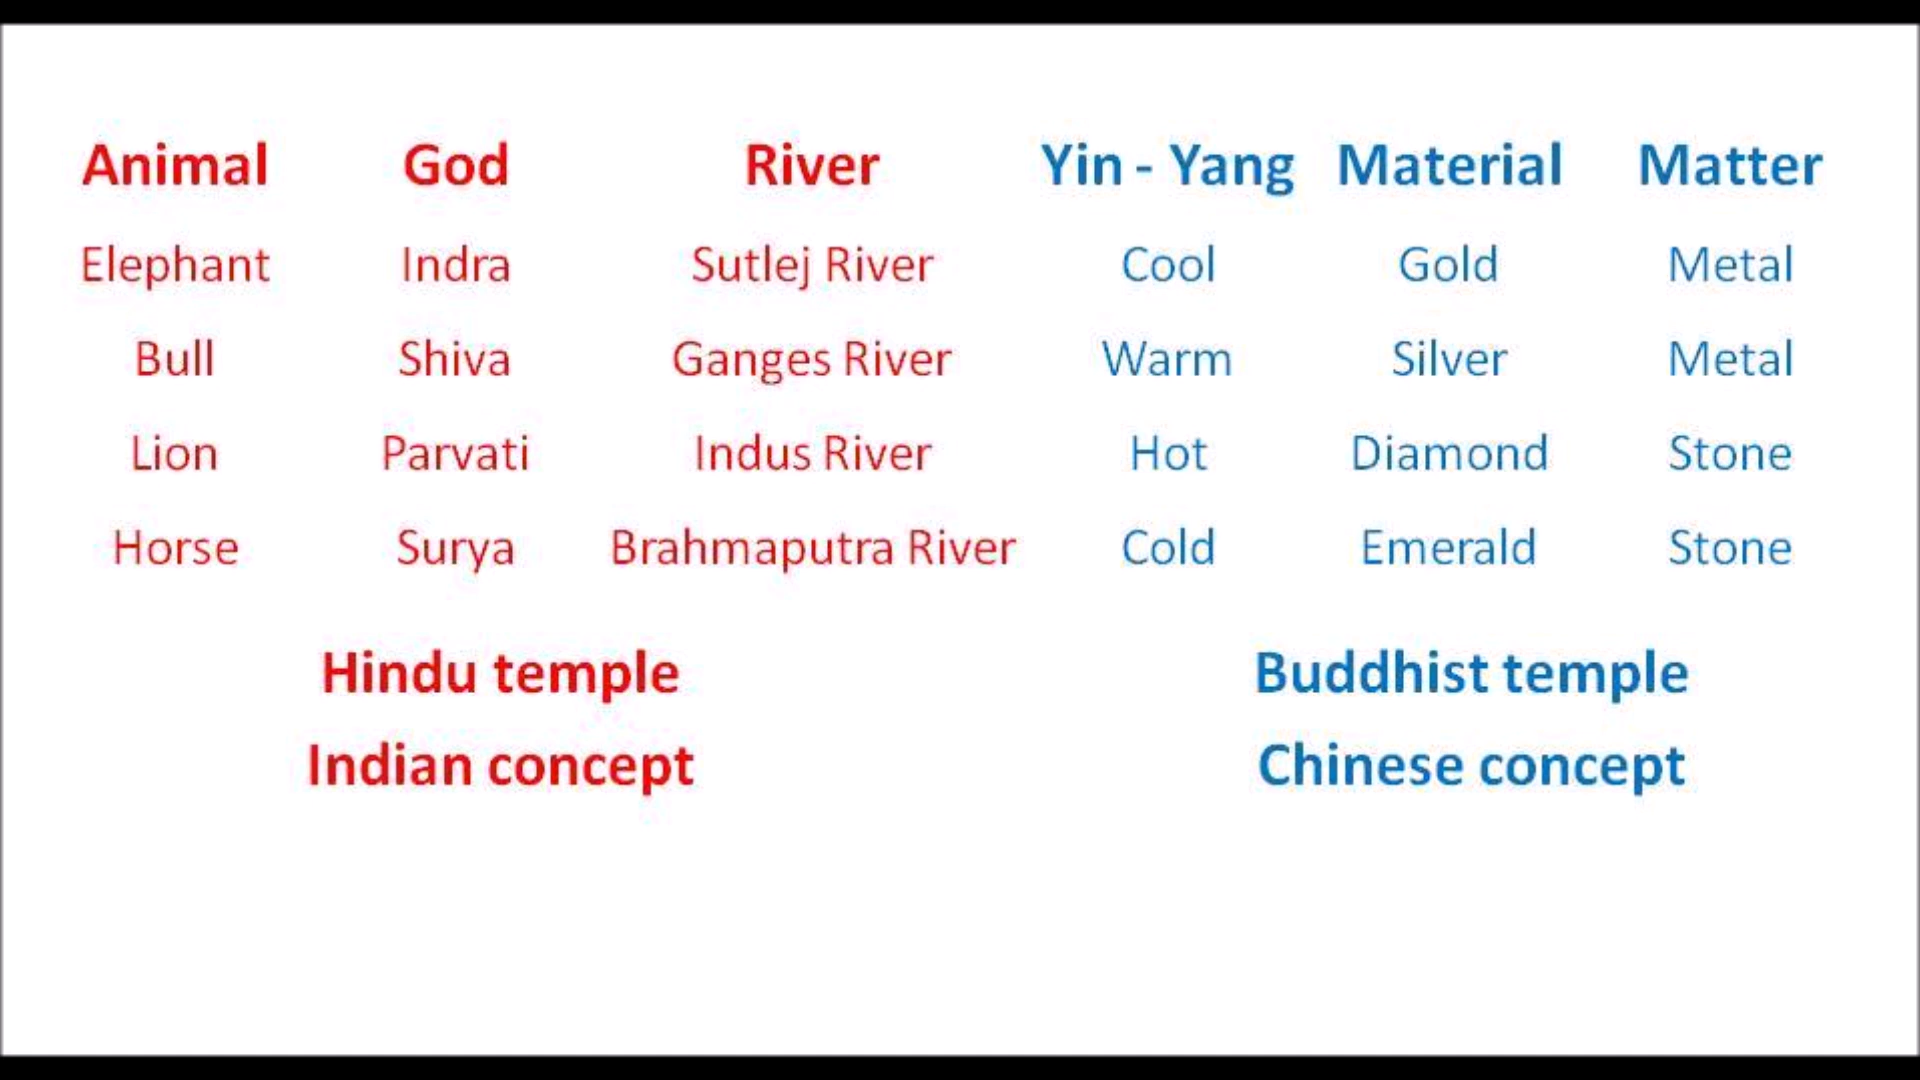 Animal God River Yin - Yang Material Matter
Elephant Indra Sutlej River Cool Gold Metal
Bull Shiva Ganges River Warm Silver Metal
Lion Parvati Indus River Hot Diamond Stone
Horse Surya Brahmaputra River Cold Emerald Stone
Hindu temple Buddhist temple
Indian concept Chinese concept